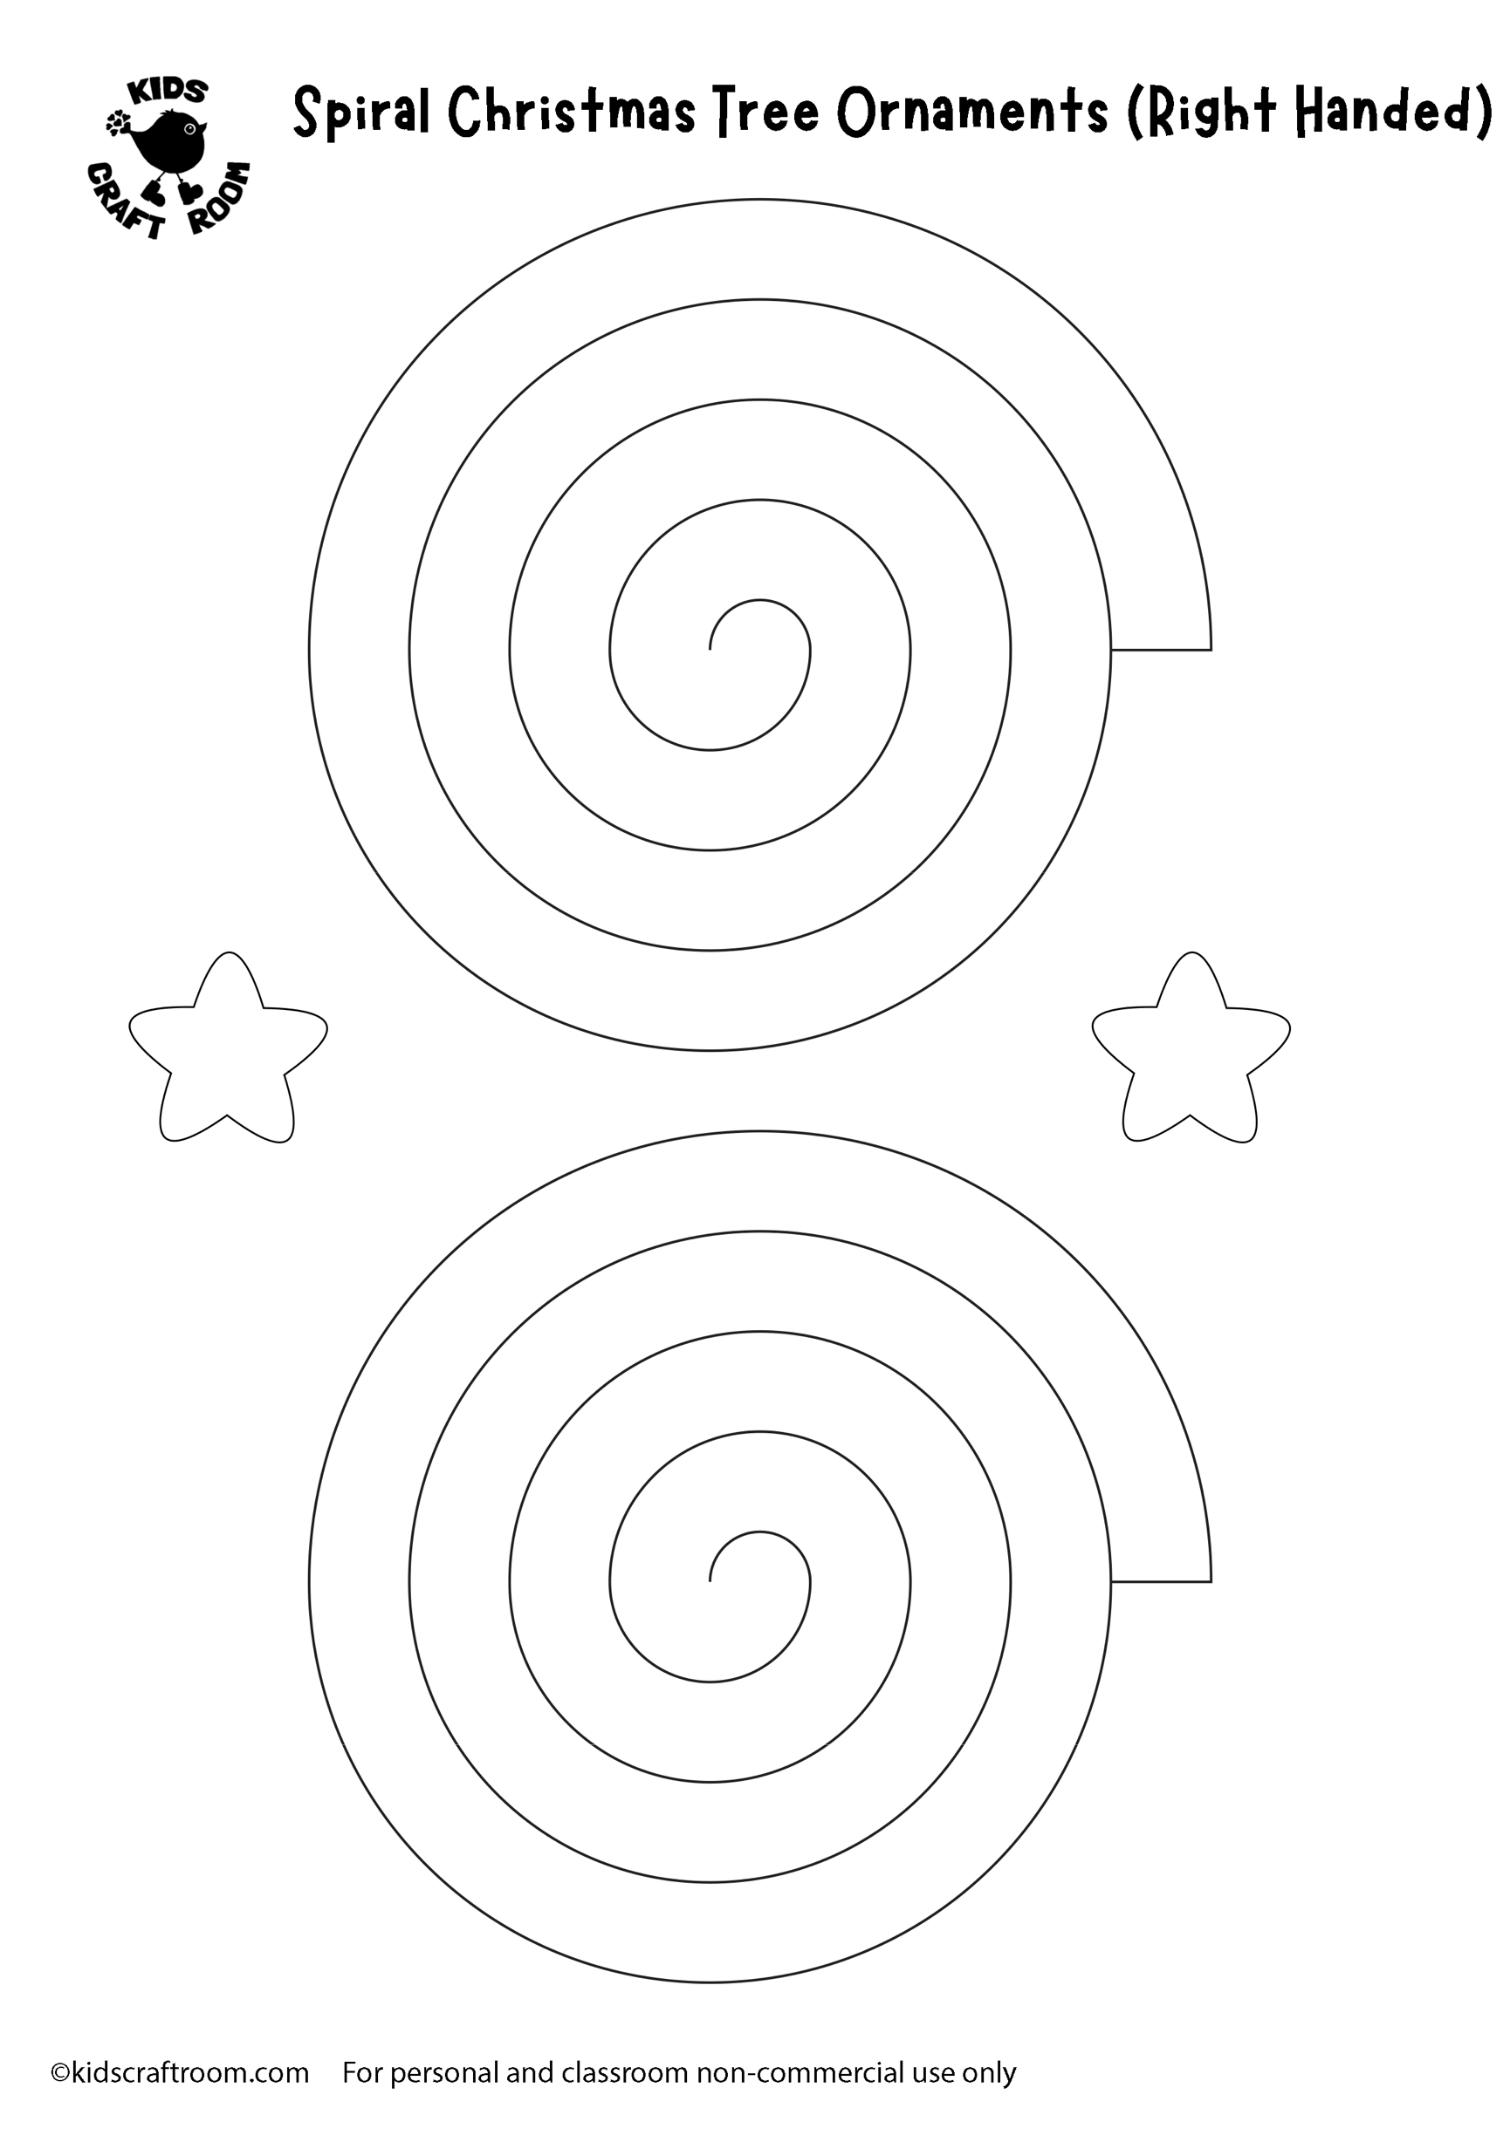 KIDS
CRAFT ROOM
Spiral Christmas Tree Ornaments (Right Handed)
©kidscraftroom.com For personal and classroom non-commercial use only